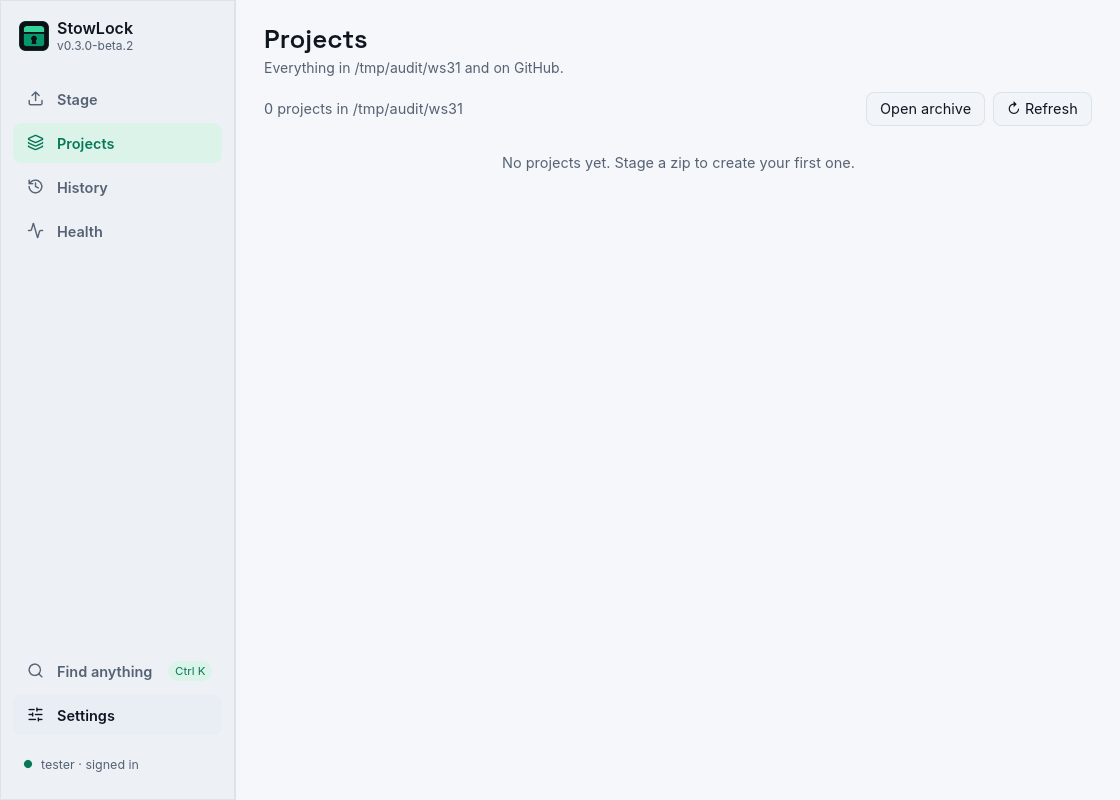 StowLock
v0.3.0-beta.2
Stage
Projects
History
Health
Find anything Ctrl K
Settings
tester · signed in
Projects
Everything in /tmp/audit/ws31 and on GitHub.
0 projects in /tmp/audit/ws31
Open archive
↻ Refresh
No projects yet. Stage a zip to create your first one.